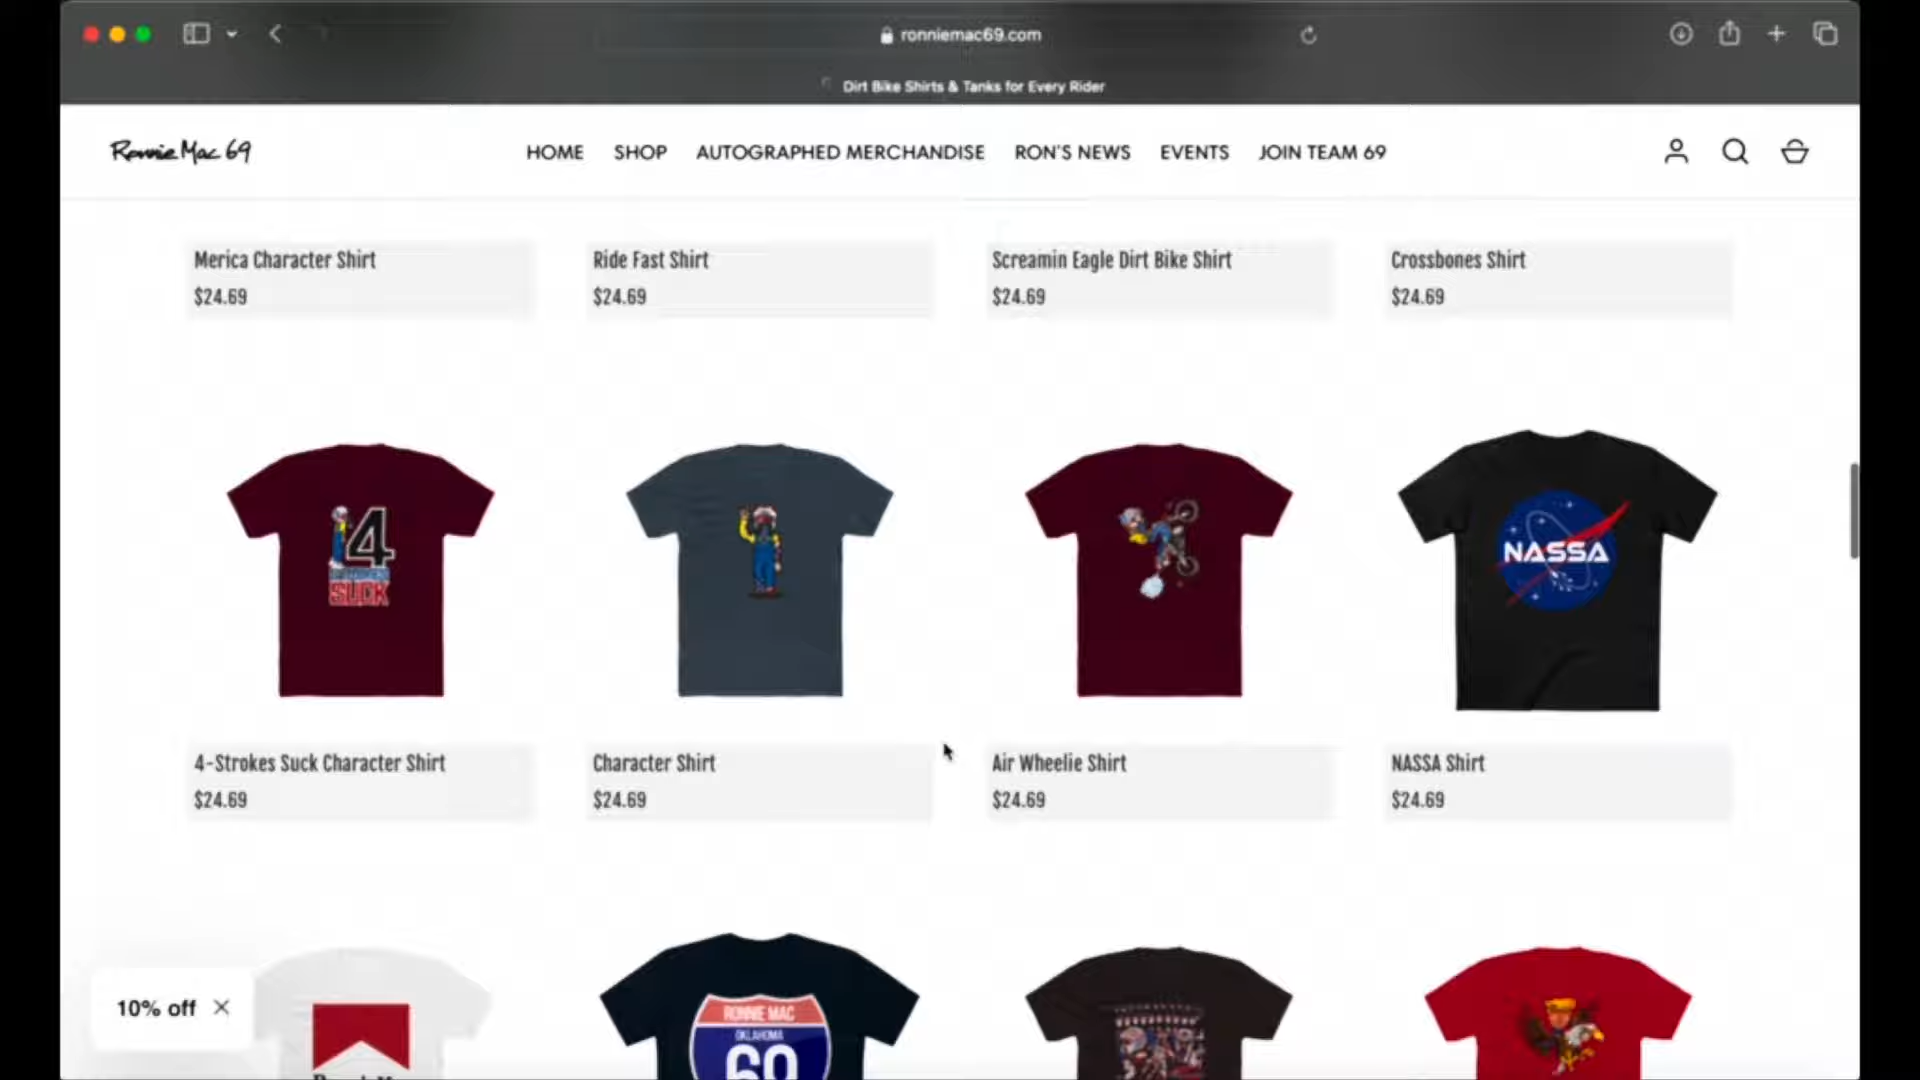 ronniemac69.com
Dirt Bike Shirts & Tanks for Every Rider
Ronnie Mac 69
HOME SHOP AUTOGRAPHED MERCHANDISE RON'S NEWS EVENTS JOIN TEAM 69
Merica Character Shirt
$24.69
Ride Fast Shirt
$24.69
Screamin Eagle Dirt Bike Shirt
$24.69
Crossbones Shirt
$24.69
4
SUCK
NASSA
4-Strokes Suck Character Shirt
$24.69
Character Shirt
$24.69
Air Wheelie Shirt
$24.69
NASSA Shirt
$24.69
10% off
RONNIE MAC
OKLAHOMA
69